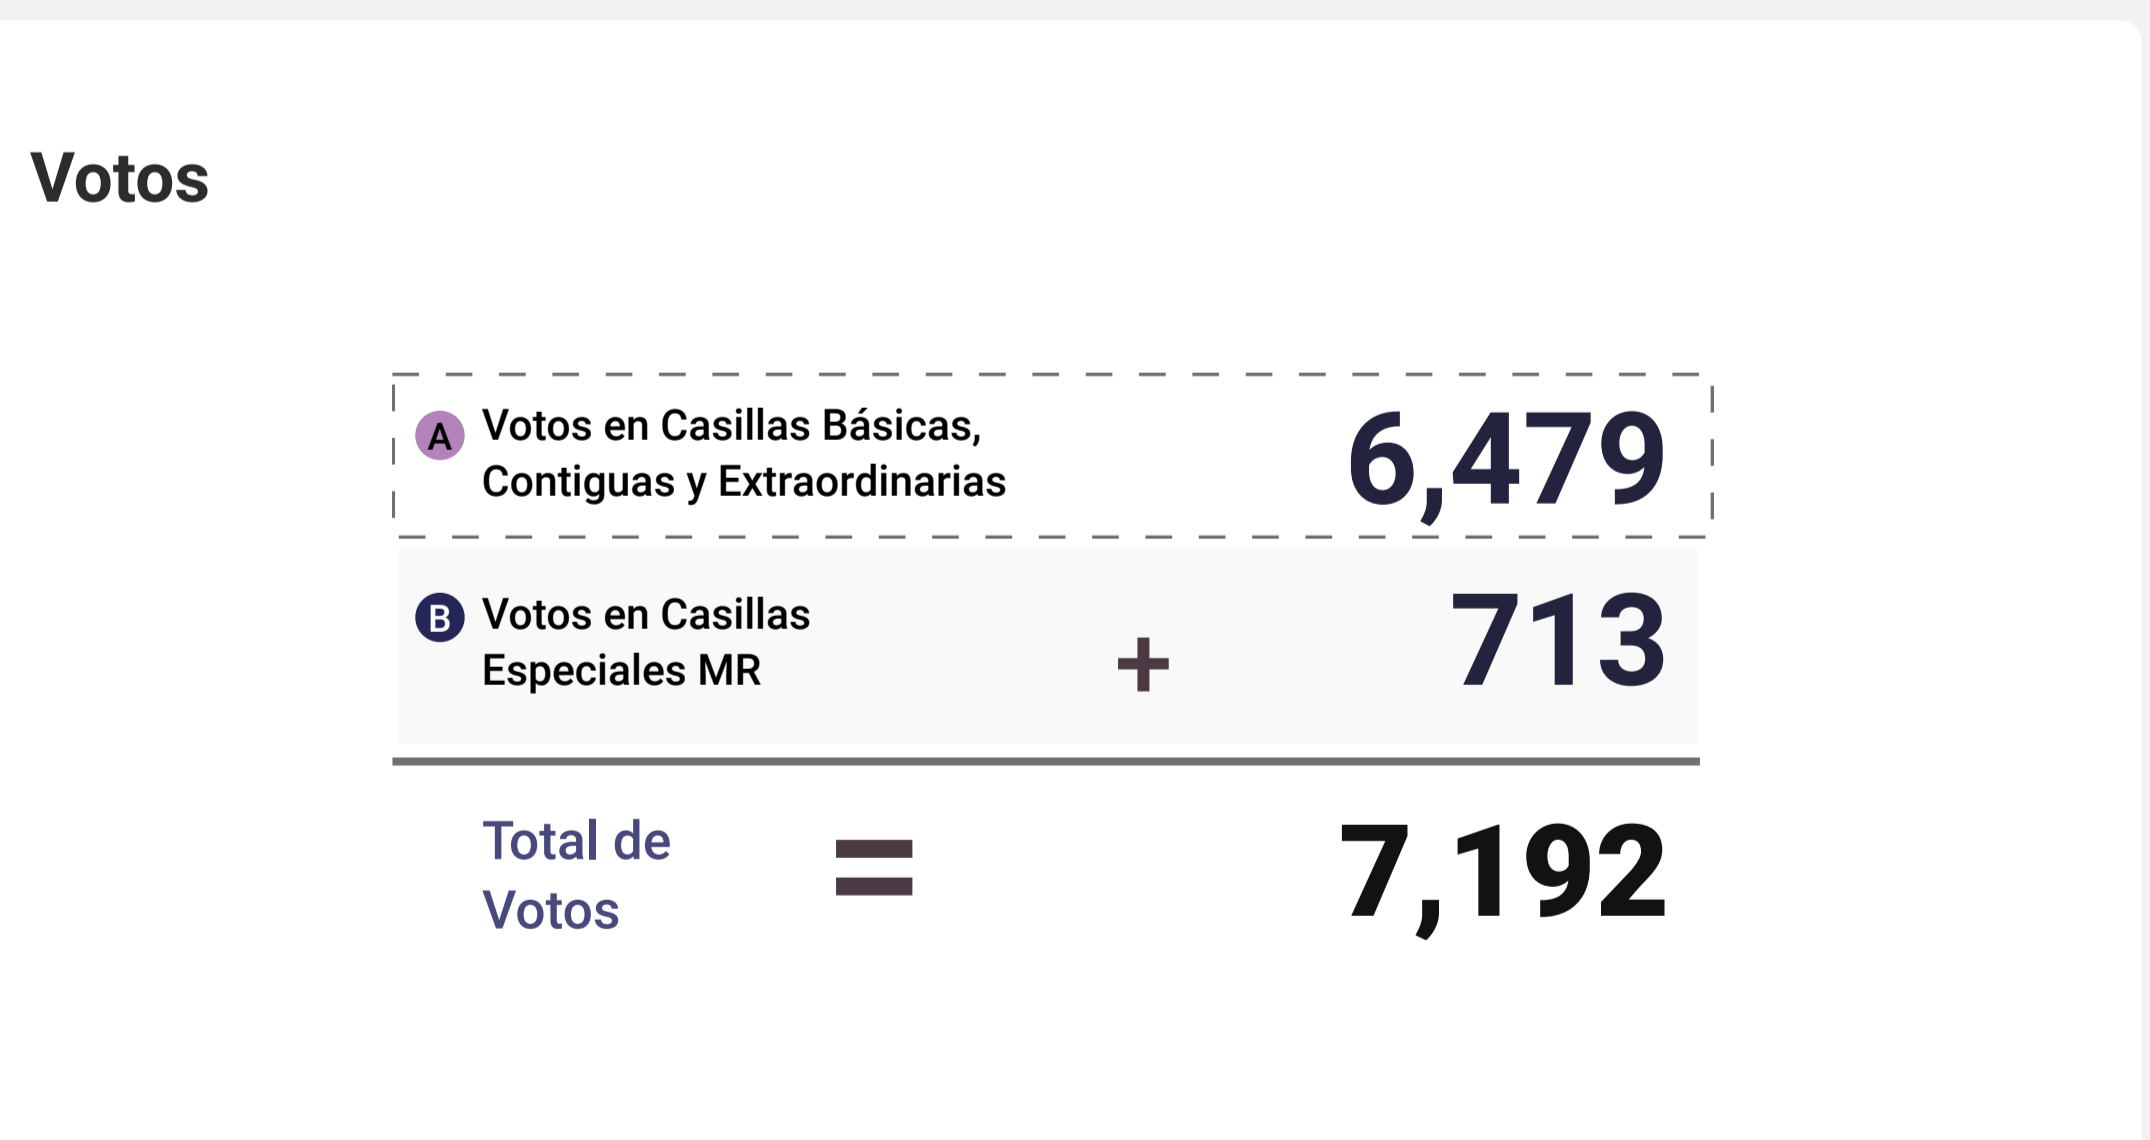 Votos
A Votos en Casillas Básicas,
Contiguas y Extraordinarias
6,479
B Votos en Casillas
Especiales MR
+
713
Total de
Votos
=
7,192